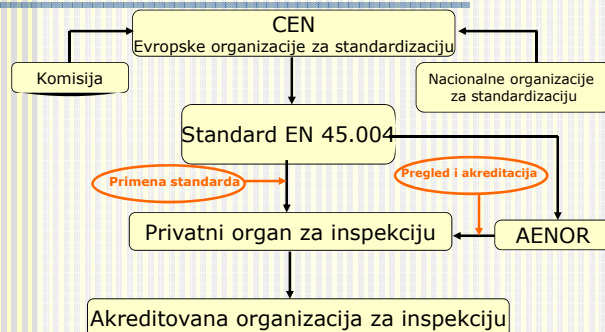 CEN
Evropske organizacije za standardizaciju
Komisija
Nacionalne organizacije
za standardizaciju
Standard EN 45.004
Primena standarda
Pregled i akreditacija
Privatni organ za inspekciju
AENOR
Akreditovana organizacija za inspekciju